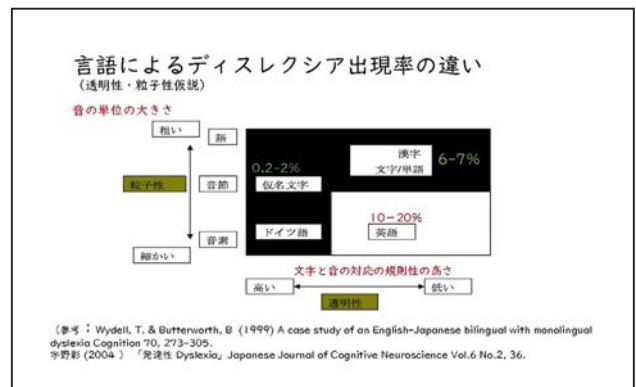 言語によるディスレクシア出現率の違い
(透明性・粒子性仮説)
音の単位の大きさ
粗い
語
漢字
文字/単語
6-7%
0.2-2%
粒子性
音節
仮名文字
10-20%
音測
ドイツ語
英語
細かい
文字と音の対応の規則性の高さ
高い
低い
透明性
(参考:Wydell, T. & Butterworth, B (1999) A case study of an English-Japanese bilingual with monolingual
dyslexia Cognition 70, 273-305.
宇野彰(2004 ) 「発達性 Dyslexia」Japanese Journal of Cognitive Neuroscience Vol.6 No.2, 36.